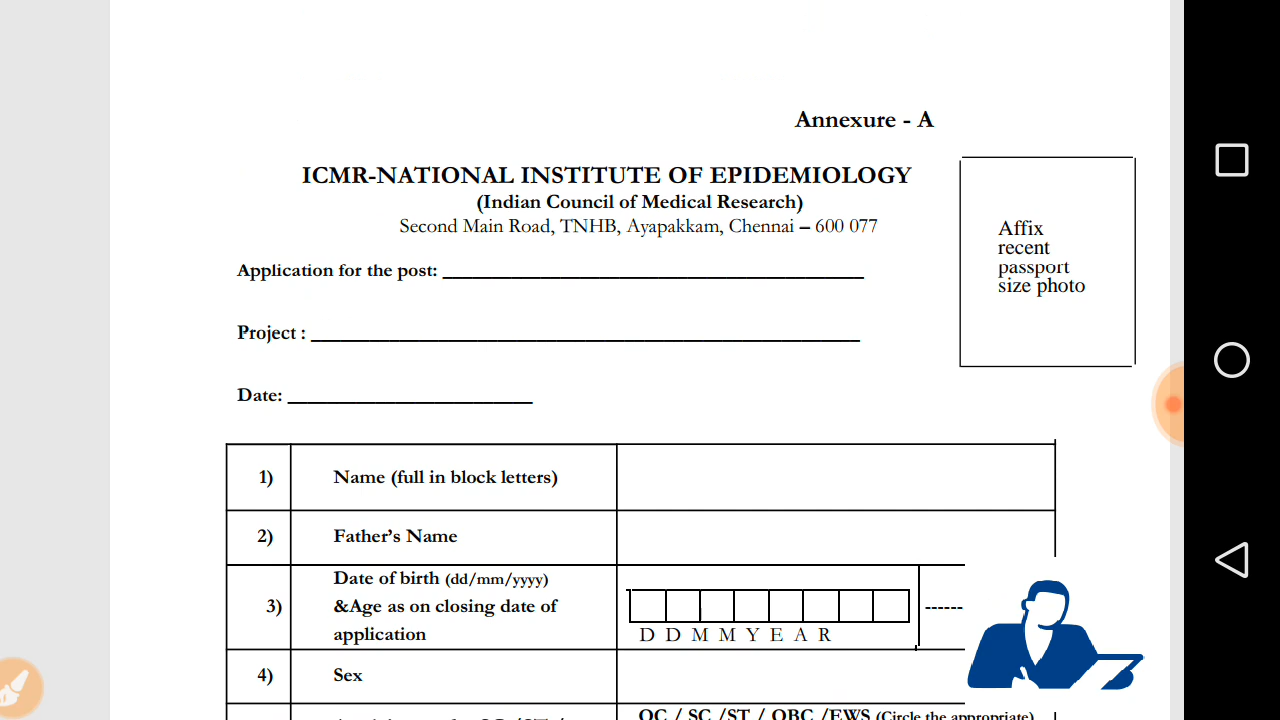 Annexure - A
ICMR-NATIONAL INSTITUTE OF EPIDEMIOLOGY
(Indian Council of Medical Research)
Second Main Road, TNHB, Ayapakkam, Chennai – 600 077
Affix
recent
passport
size photo
Application for the post: ____________________
Project : ____________________
Date: ____________________
1) Name (full in block letters)
2) Father’s Name
3) Date of birth (dd/mm/yyyy)
&Age as on closing date of
application
------
D D M M Y E A R
4) Sex
OC / SC /ST / OBC /EWS (Circle the appropriate)